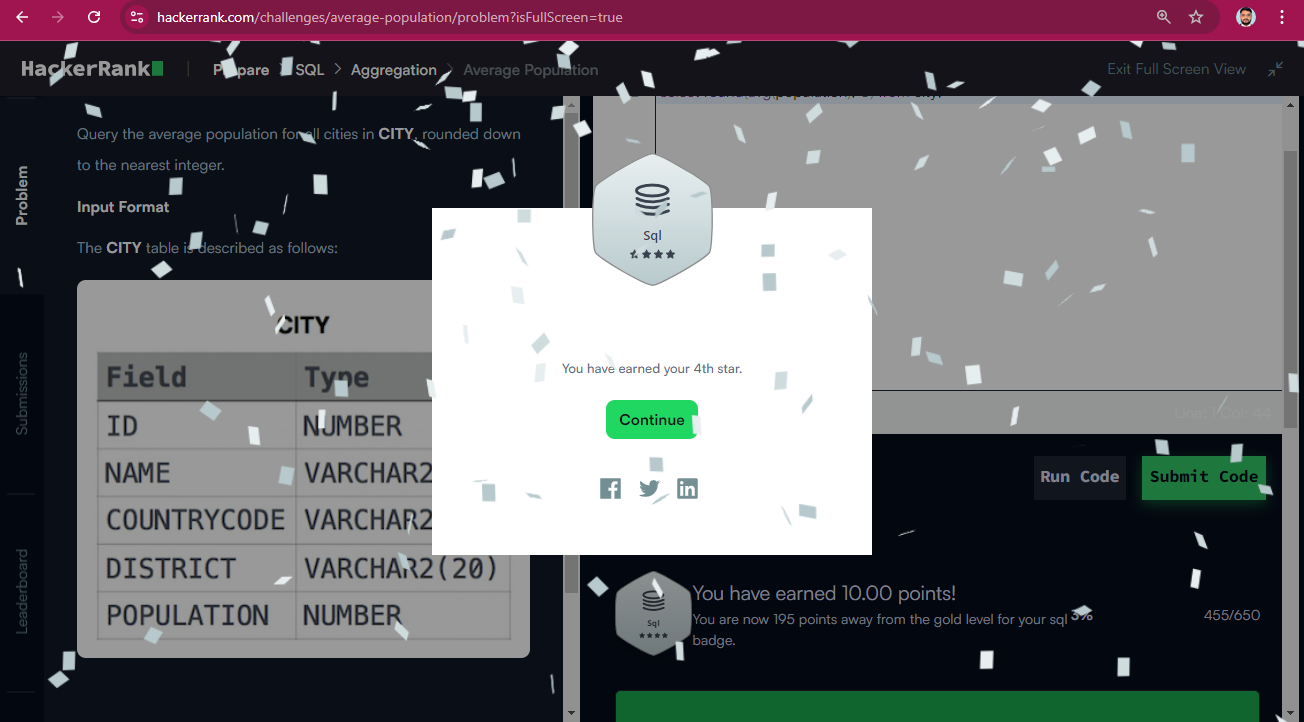 hackerrank.com/challenges/average-population/problem?isFullScreen=true
HackerRank
Prepare > SQL > Aggregation > Average Population
Exit Full Screen View
Problem
Submissions
Leaderboard
Query the average population for all cities in CITY, rounded down
to the nearest integer.
Input Format
The CITY table is described as follows:
CITY
Field Type
ID NUMBER
NAME VARCHAR2
COUNTRYCODE VARCHAR2
DISTRICT VARCHAR2(20)
POPULATION NUMBER
Sql
You have earned your 4th star.
Continue
Line: 1 Col: 44
Run Code
Submit Code
Sql
You have earned 10.00 points!
You are now 195 points away from the gold level for your sql
badge.
3%
455/650